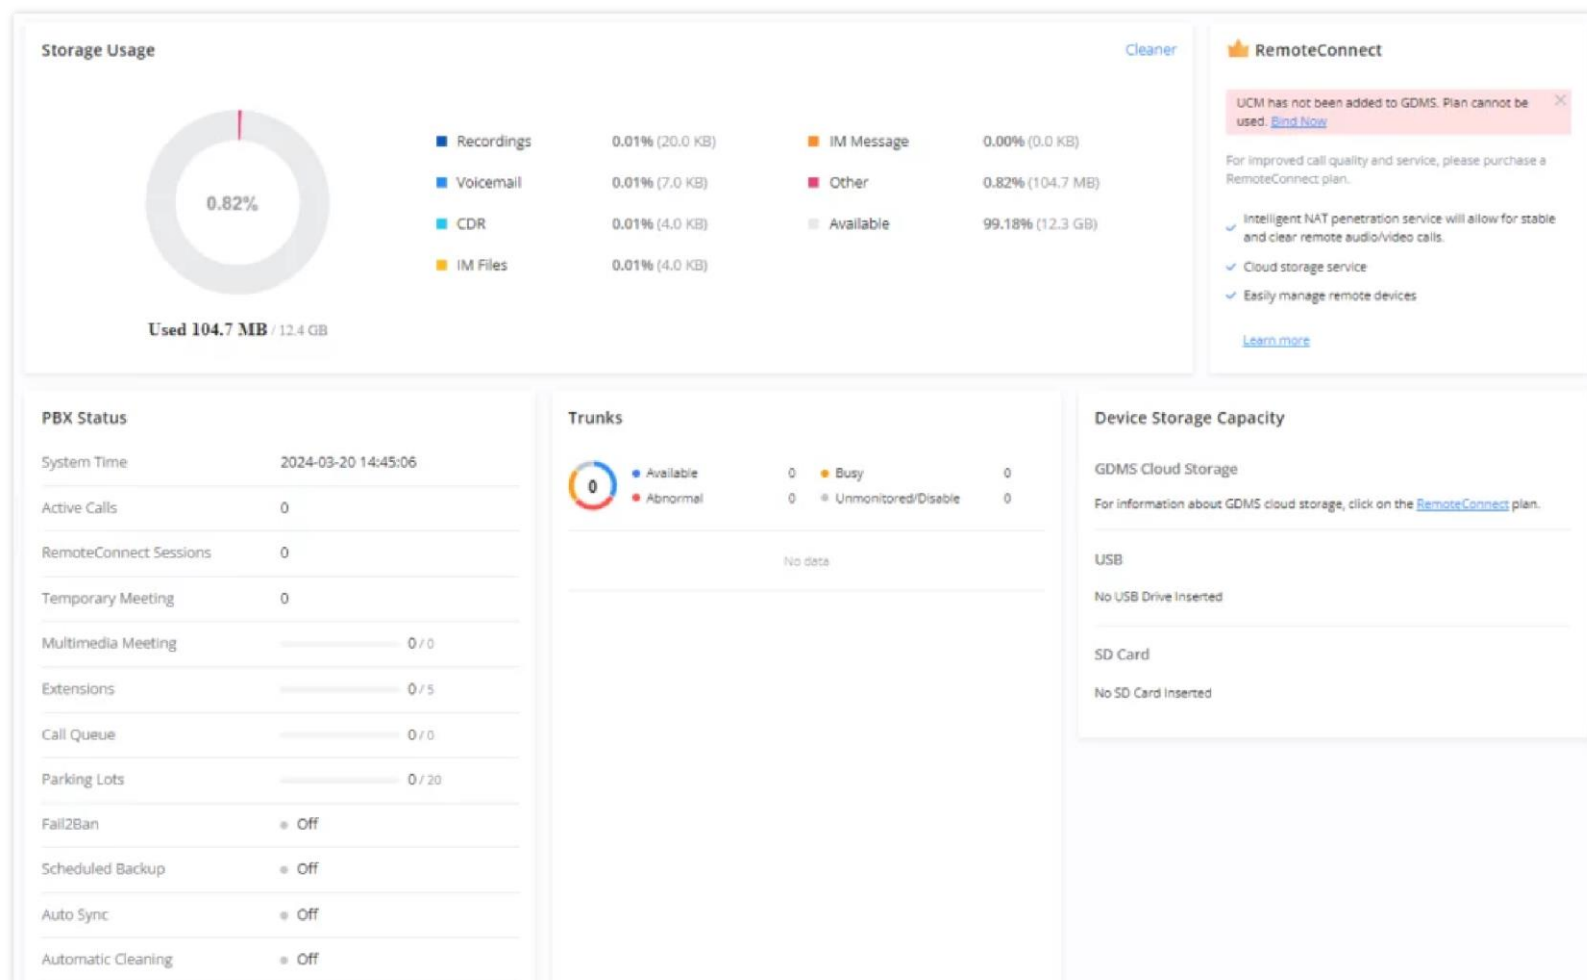 Storage Usage
Cleaner
0.82%
Used 104.7 MB / 12.4 GB
Recordings 0.01% (20.0 KB)
Voicemail 0.01% (7.0 KB)
CDR 0.01% (4.0 KB)
IM Files 0.01% (4.0 KB)
IM Message 0.00% (0.0 KB)
Other 0.82% (104.7 MB)
Available 99.18% (12.3 GB)
RemoteConnect
UCM has not been added to GDMS. Plan cannot be
used. Bind Now
For improved call quality and service, please purchase a
RemoteConnect plan.
Intelligent NAT penetration service will allow for stable
and clear remote audio/video calls.
Cloud storage service
Easily manage remote devices
Learn more
PBX Status
System Time 2024-03-20 14:45:06
Active Calls 0
RemoteConnect Sessions 0
Temporary Meeting 0
Multimedia Meeting 0 / 0
Extensions 0 / 5
Call Queue 0 / 0
Parking Lots 0 / 20
Fail2Ban Off
Scheduled Backup Off
Auto Sync Off
Automatic Cleaning Off
Trunks
0
Available 0 Busy 0
Abnormal 0 Unmonitored/Disable 0
No data
Device Storage Capacity
GDMS Cloud Storage
For information about GDMS cloud storage, click on the RemoteConnect plan.
USB
No USB Drive Inserted
SD Card
No SD Card Inserted